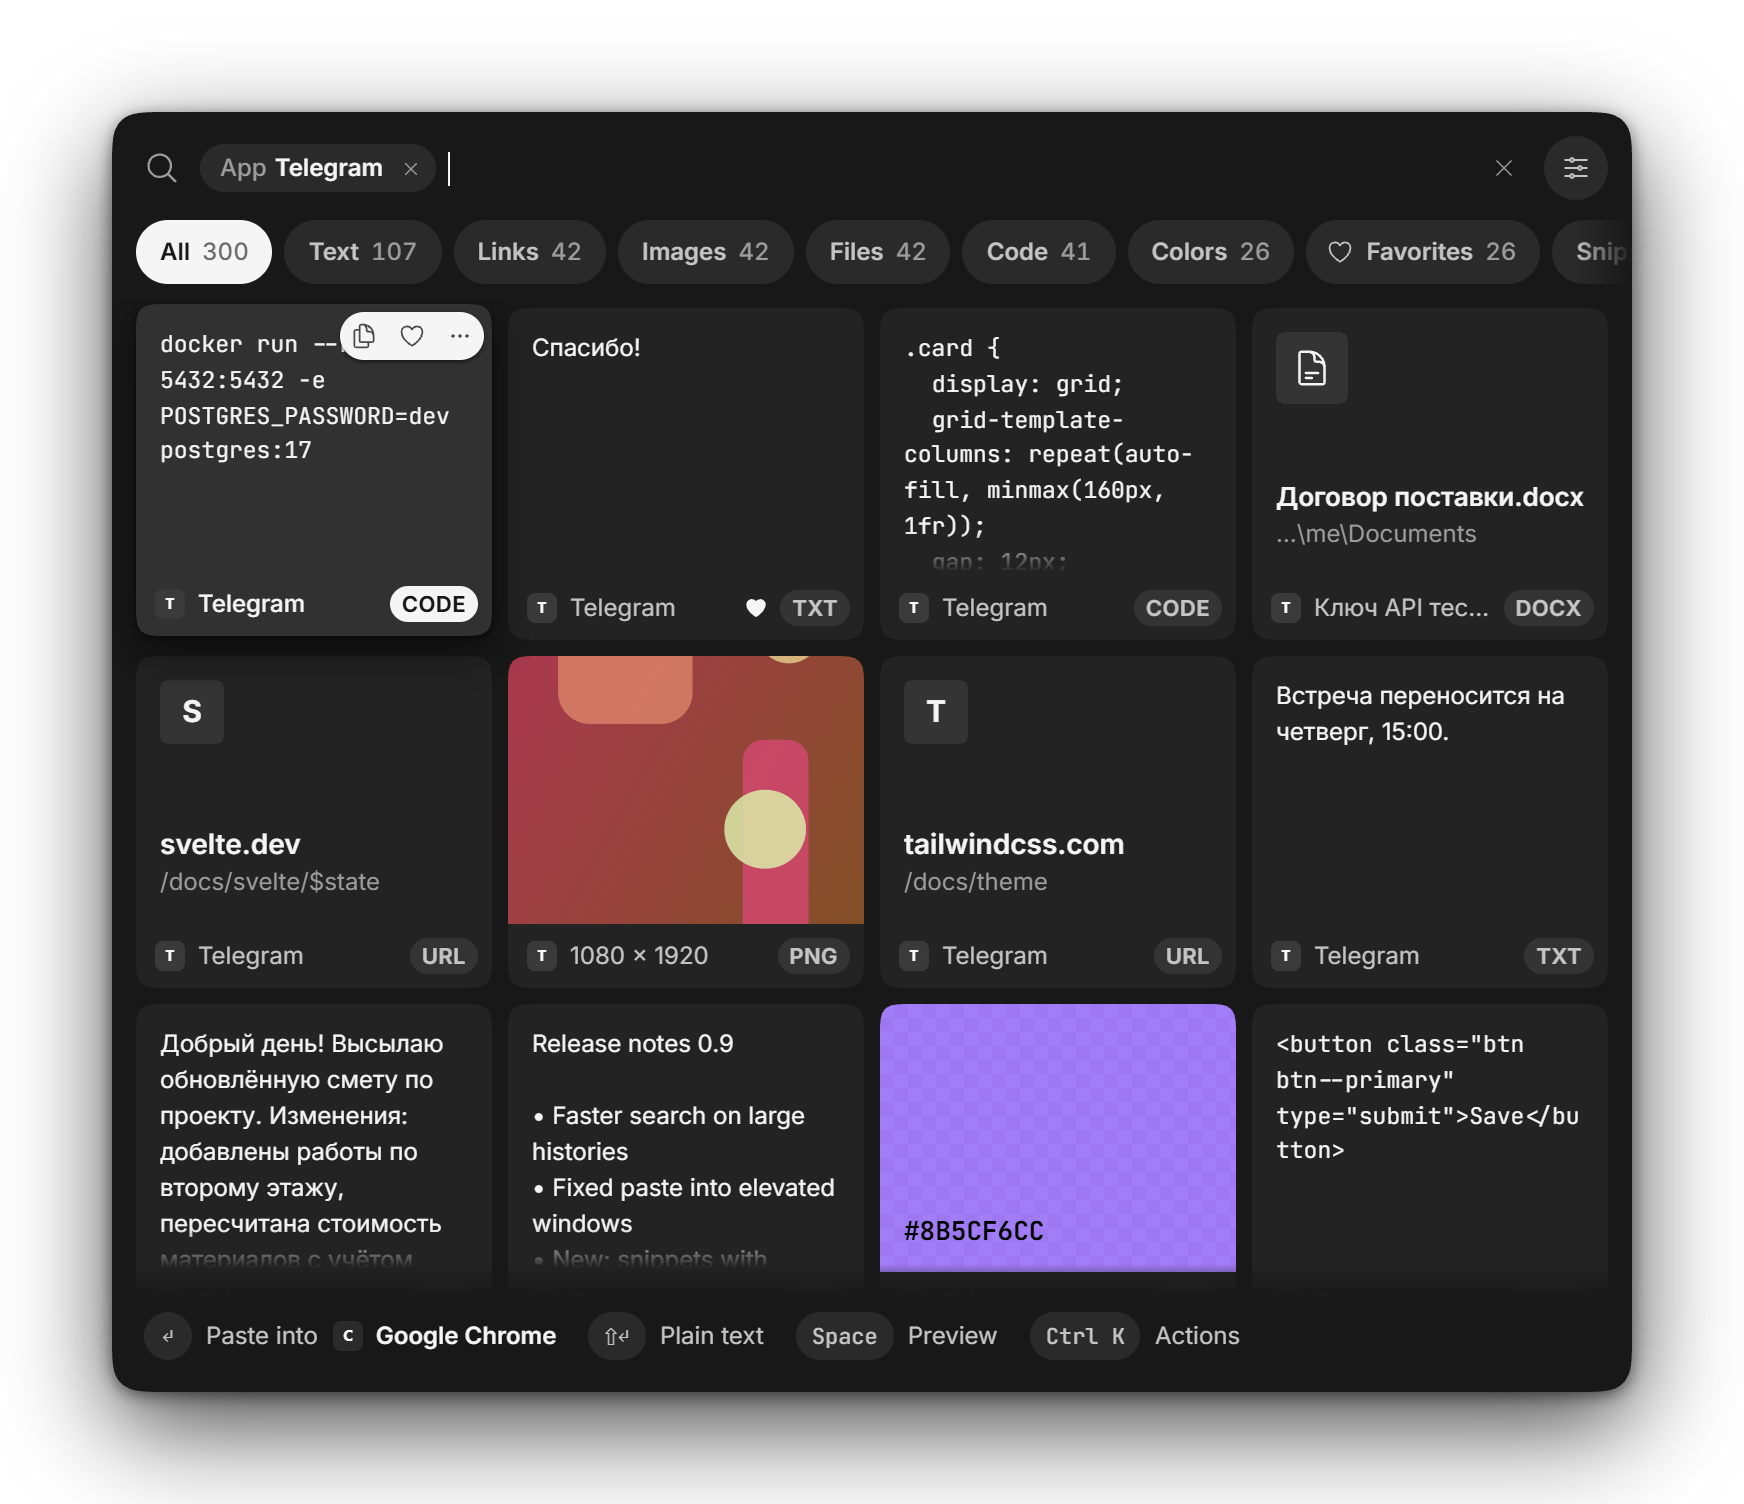 App Telegram
All 300 Text 107 Links 42 Images 42 Files 42 Code 41 Colors 26 Favorites 26
docker run
5432:5432 -e
POSTGRES_PASSWORD=dev
postgres:17
T Telegram CODE
Спасибо!
T Telegram TXT
.card {
display: grid;
grid-template-
columns: repeat(auto-
fill, minmax(160px,
1fr));
gap: 12px;
T Telegram CODE
Договор поставки.docx
...\me\Documents
T Ключ API тес... DOCX
S
svelte.dev
/docs/svelte/$state
T Telegram URL
T 1080 × 1920 PNG
T
tailwindcss.com
/docs/theme
T Telegram URL
Встреча переносится на
четверг, 15:00.
T Telegram TXT
Добрый день! Высылаю
обновлённую смету по
проекту. Изменения:
добавлены работы по
второму этажу,
пересчитана стоимость
материалов с учётом
Release notes 0.9
• Faster search on large
histories
• Fixed paste into elevated
windows
• New: snippets with
#8B5CF6CC
<button class="btn
btn--primary"
type="submit">Save</bu
tton>
Paste into C Google Chrome Plain text Space Preview Ctrl K Actions